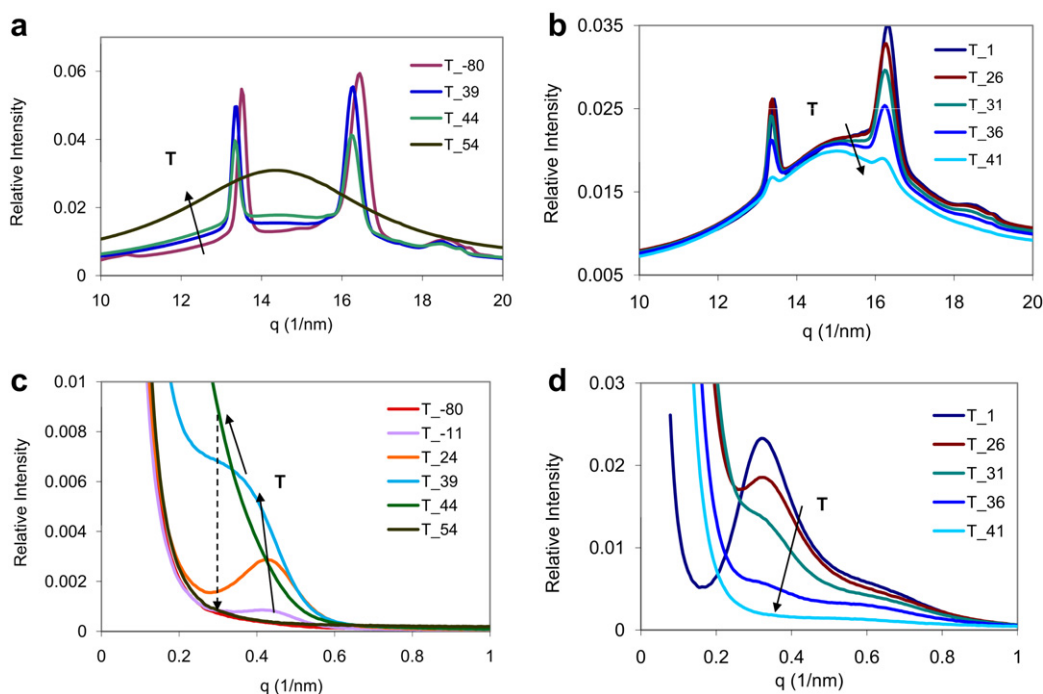 a
Relative Intensity
0.06
0.04
0.02
0
T
T_-80
T_39
T_44
T_54
10 12 14 16 18 20
q (1/nm)
b
Relative Intensity
0.035
0.025
0.015
0.005
T
T_1
T_26
T_31
T_36
T_41
10 12 14 16 18 20
q (1/nm)
c
Relative Intensity
0.01
0.008
0.006
0.004
0.002
0
T
T_-80
T_-11
T_24
T_39
T_44
T_54
0 0.2 0.4 0.6 0.8 1
q (1/nm)
d
Relative Intensity
0.03
0.02
0.01
0
T
T_1
T_26
T_31
T_36
T_41
0 0.2 0.4 0.6 0.8 1
q (1/nm)